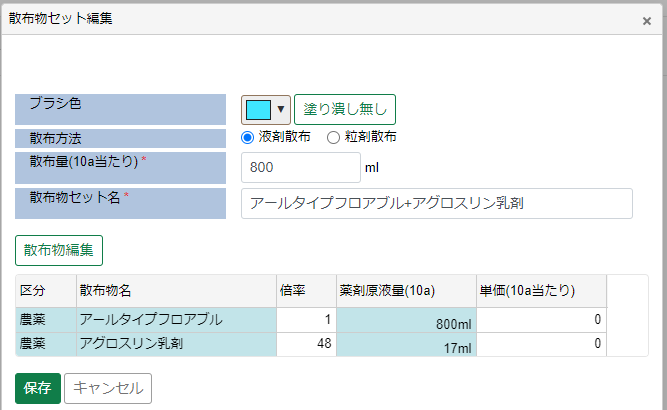 散布物セット編集
×
ブラシ色
▼
塗り潰し無し
散布方法
液剤散布
粒剤散布
散布量(10a当たり) *
800
ml
散布物セット名 *
アールタイプフロアブル+アグロスリン乳剤
散布物編集
区分 散布物名 倍率 薬剤原液量(10a) 単価(10a当たり)
農薬 アールタイプフロアブル 1 800ml 0
農薬 アグロスリン乳剤 48 17ml 0
保存 キャンセル